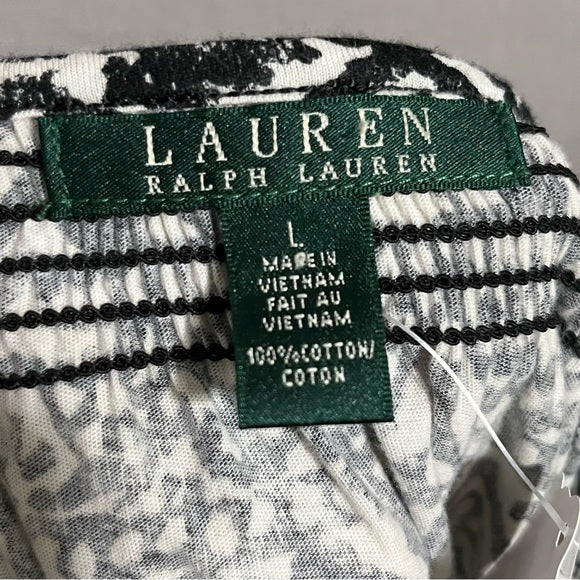 LAUREN
RALPH LAUREN
L
MADE IN
VIETNAM
FAIT AU
VIETNAM
100%COTTON/
COTON